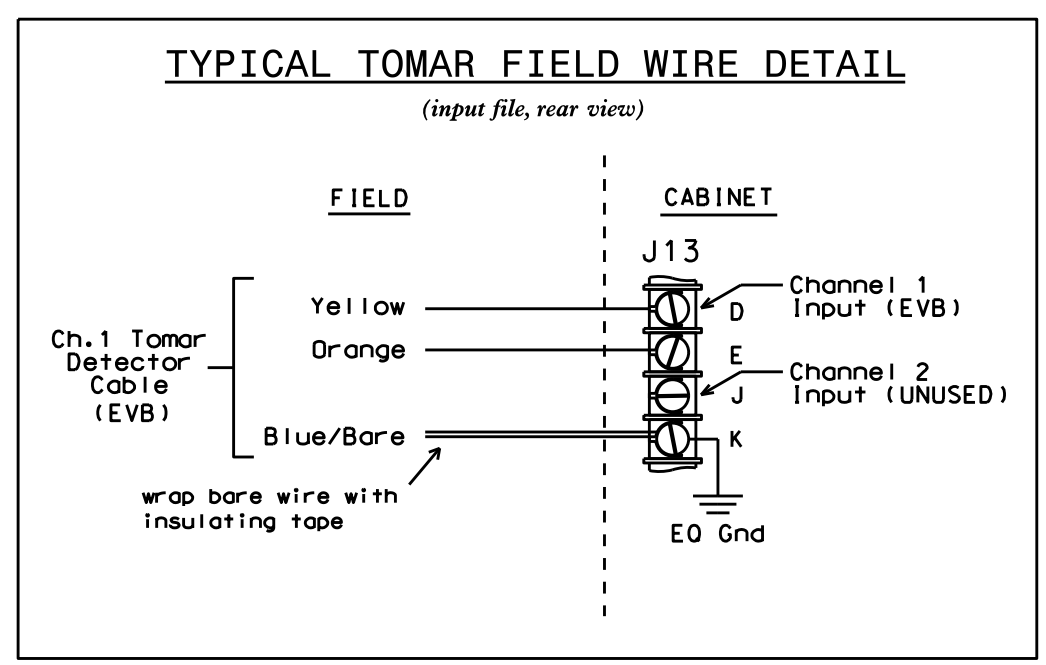 TYPICAL TOMAR FIELD WIRE DETAIL
(input file, rear view)
FIELD
CABINET
J13
Ch.1 Tomar
Detector
Cable
(EVB)
Yellow
Orange
Blue/Bare
wrap bare wire with
insulating tape
D
E
J
K
Channel 1
Input (EVB)
Channel 2
Input (UNUSED)
EQ Gnd